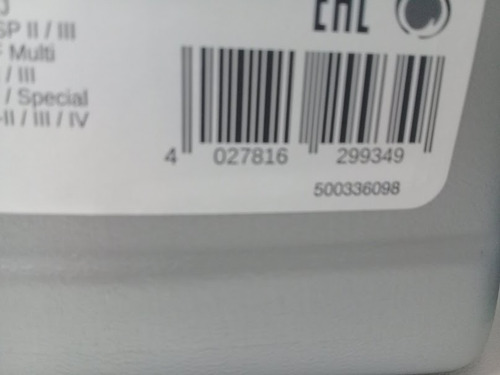 J
SP II / III
F Multi
/ III
/ Special
-II / III / IV
EAC
4 027816 299349
500336098